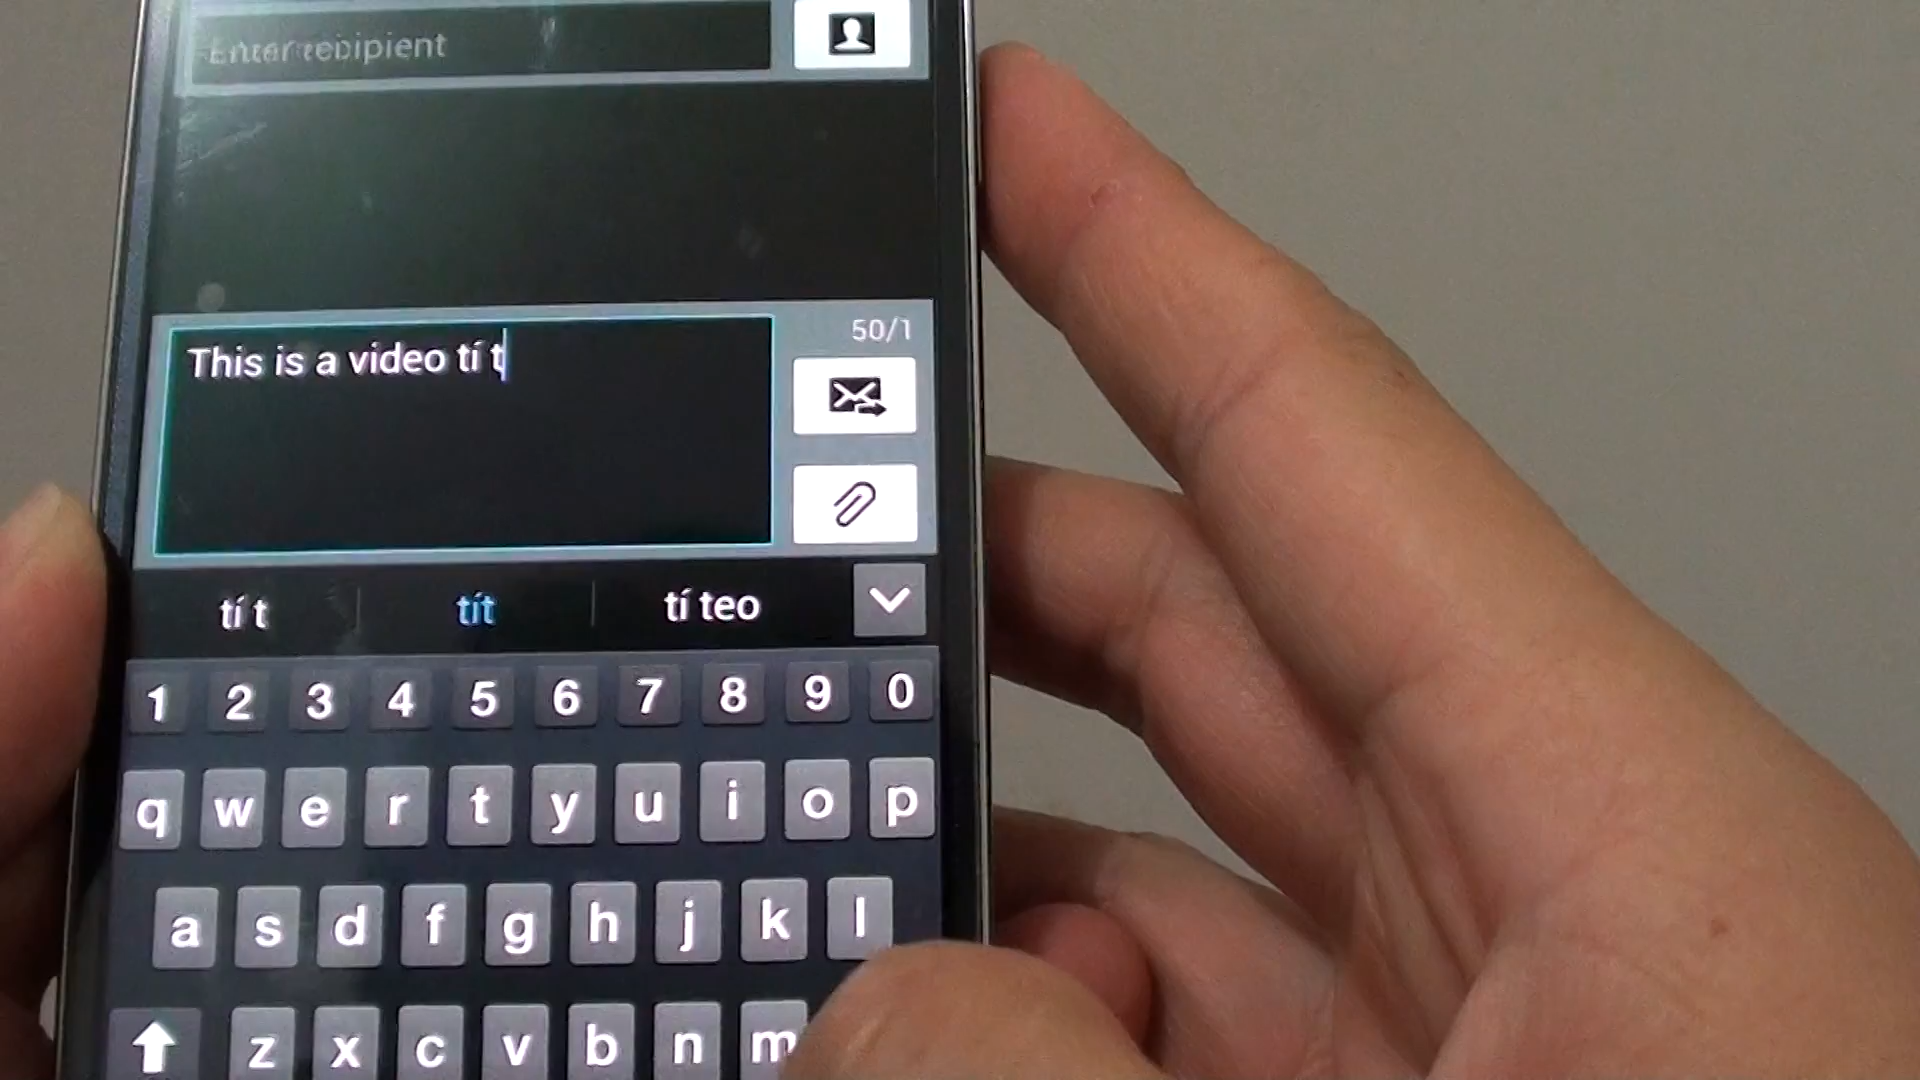 Enter recipient
50/1
This is a video tí t
tí t tít tí teo
1 2 3 4 5 6 7 8 9 0
q w e r t y u i o p
a s d f g h j k l
z x c v b n m